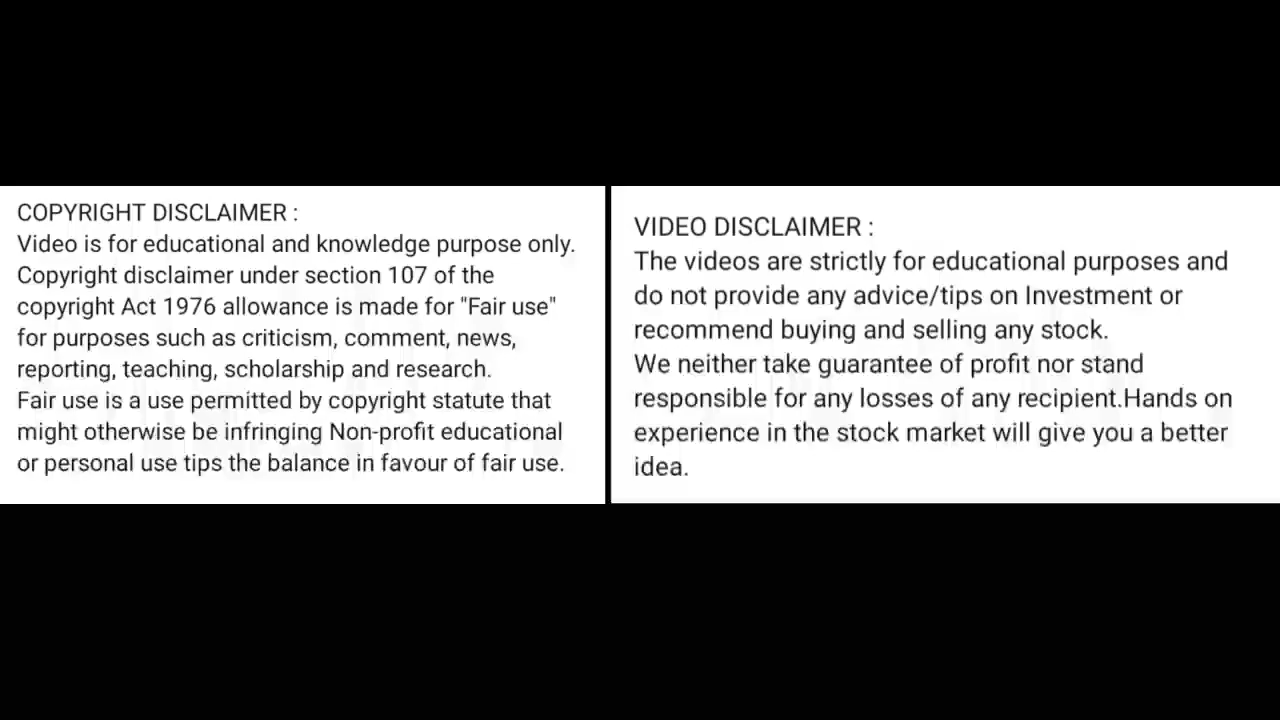 COPYRIGHT DISCLAIMER :
Video is for educational and knowledge purpose only.
Copyright disclaimer under section 107 of the
copyright Act 1976 allowance is made for "Fair use"
for purposes such as criticism, comment, news,
reporting, teaching, scholarship and research.
Fair use is a use permitted by copyright statute that
might otherwise be infringing Non-profit educational
or personal use tips the balance in favour of fair use.
VIDEO DISCLAIMER :
The videos are strictly for educational purposes and
do not provide any advice/tips on Investment or
recommend buying and selling any stock.
We neither take guarantee of profit nor stand
responsible for any losses of any recipient.Hands on
experience in the stock market will give you a better
idea.